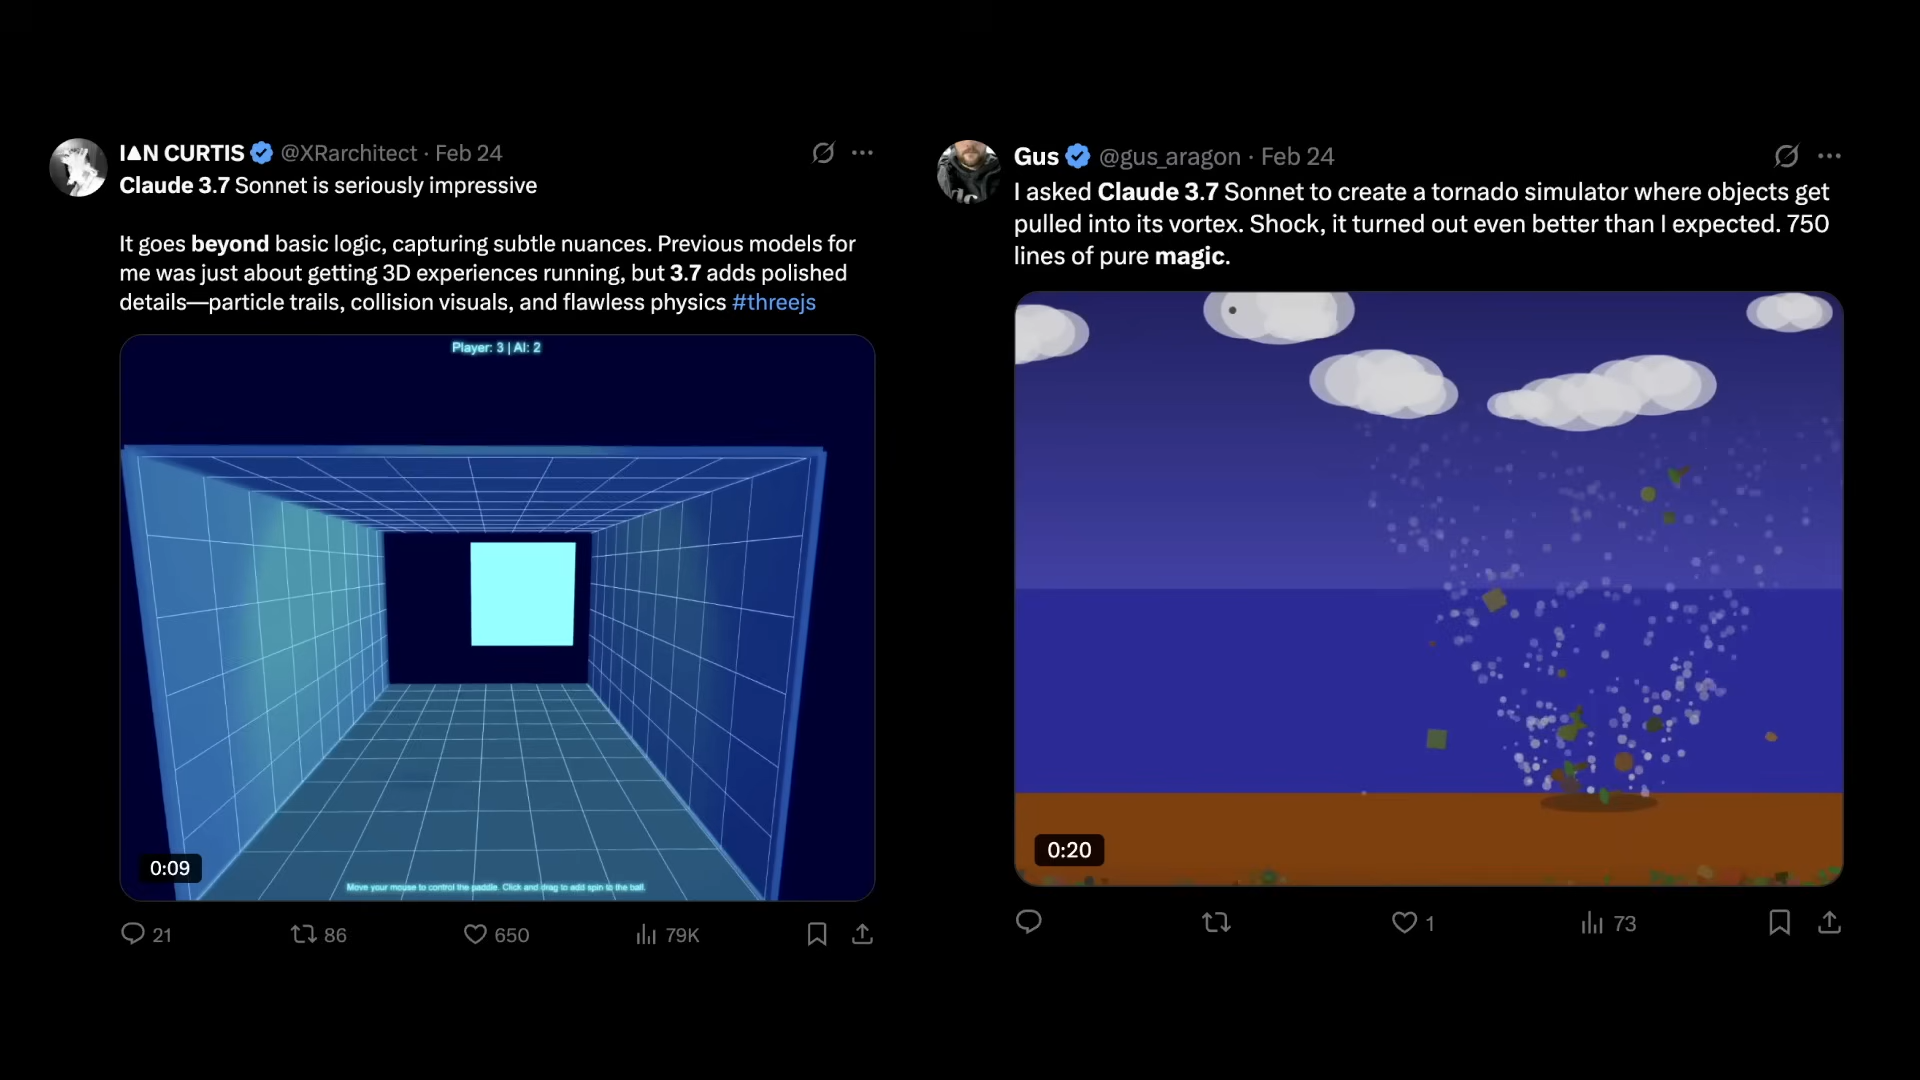 I▲N CURTIS @XRarchitect · Feb 24
Claude 3.7 Sonnet is seriously impressive
It goes beyond basic logic, capturing subtle nuances. Previous models for
me was just about getting 3D experiences running, but 3.7 adds polished
details—particle trails, collision visuals, and flawless physics #threejs
Player: 3 | AI: 2
0:09
Move your mouse to control the paddle. Click and drag to add spin to the ball.
21 86 650 79K
Gus @gus_aragon · Feb 24
I asked Claude 3.7 Sonnet to create a tornado simulator where objects get
pulled into its vortex. Shock, it turned out even better than I expected. 750
lines of pure magic.
0:20
1 73